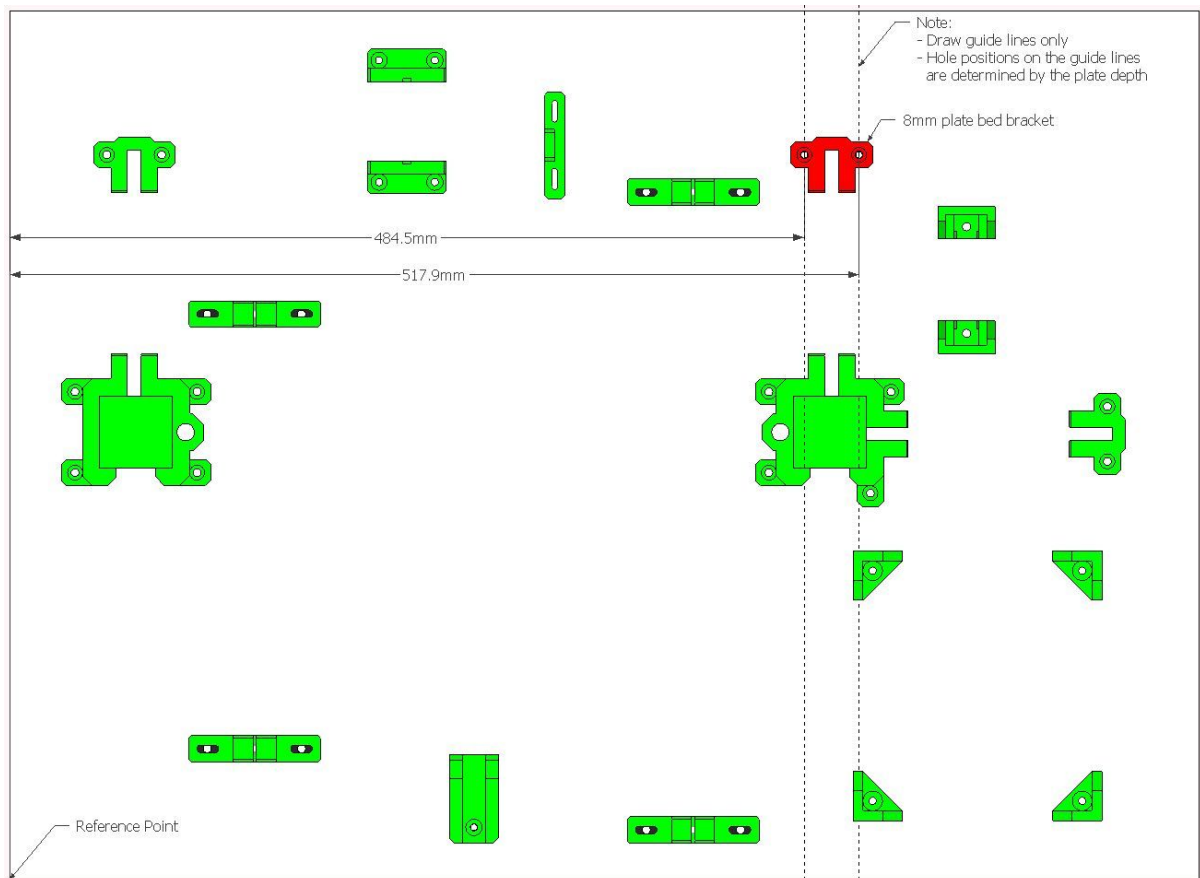 Note:
- Draw guide lines only
- Hole positions on the guide lines
are determined by the plate depth
8mm plate bed bracket
484.5mm
517.9mm
Reference Point